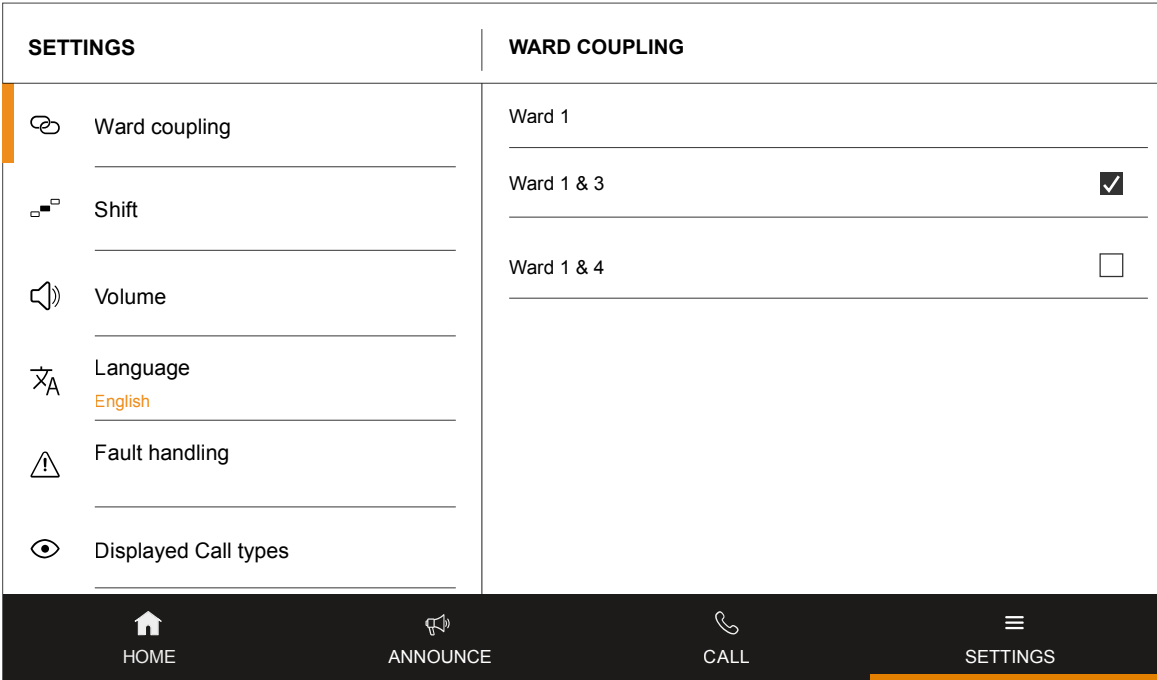 SETTINGS
WARD COUPLING
Ward coupling
Shift
Volume
Language
English
Fault handling
Displayed Call types
Ward 1
Ward 1 & 3
Ward 1 & 4
HOME
ANNOUNCE
CALL
SETTINGS